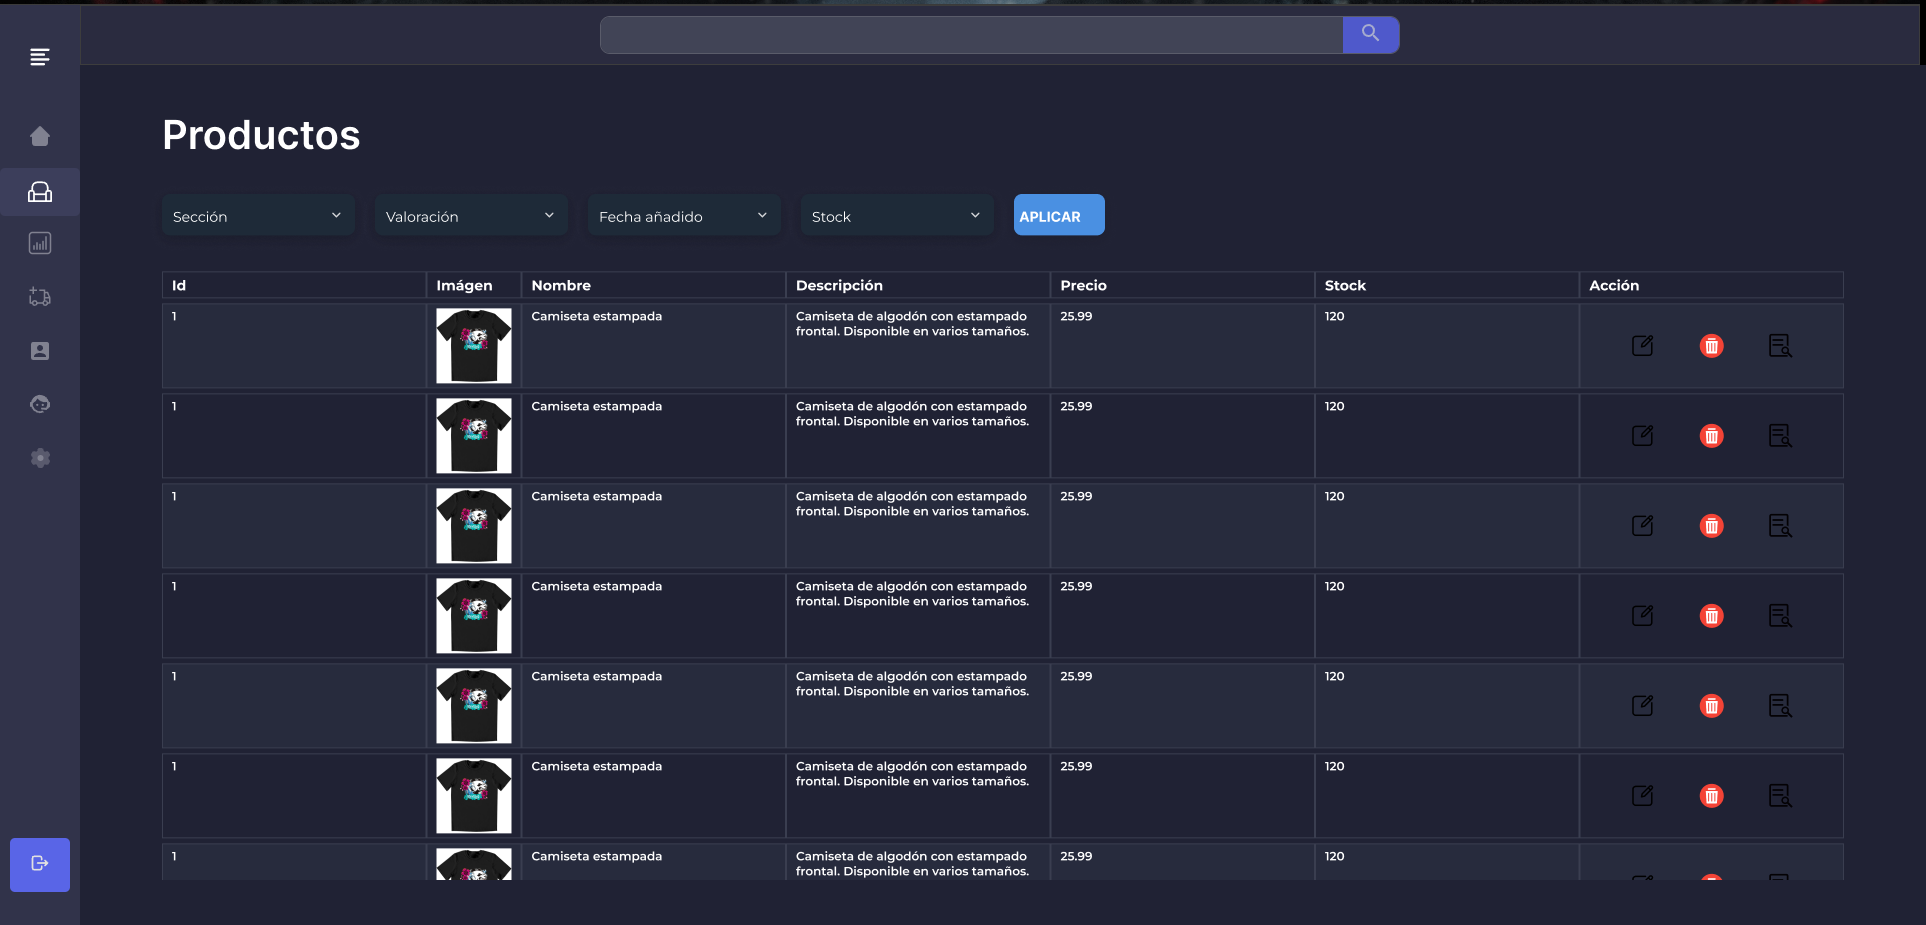 Productos
Sección Valoración Fecha añadido Stock APLICAR
Id Imágen Nombre Descripción Precio Stock Acción
1 Camiseta estampada Camiseta de algodón con estampado 25.99 120
frontal. Disponible en varios tamaños.
1 Camiseta estampada Camiseta de algodón con estampado 25.99 120
frontal. Disponible en varios tamaños.
1 Camiseta estampada Camiseta de algodón con estampado 25.99 120
frontal. Disponible en varios tamaños.
1 Camiseta estampada Camiseta de algodón con estampado 25.99 120
frontal. Disponible en varios tamaños.
1 Camiseta estampada Camiseta de algodón con estampado 25.99 120
frontal. Disponible en varios tamaños.
1 Camiseta estampada Camiseta de algodón con estampado 25.99 120
frontal. Disponible en varios tamaños.
1 Camiseta estampada Camiseta de algodón con estampado 25.99 120
frontal. Disponible en varios tamaños.